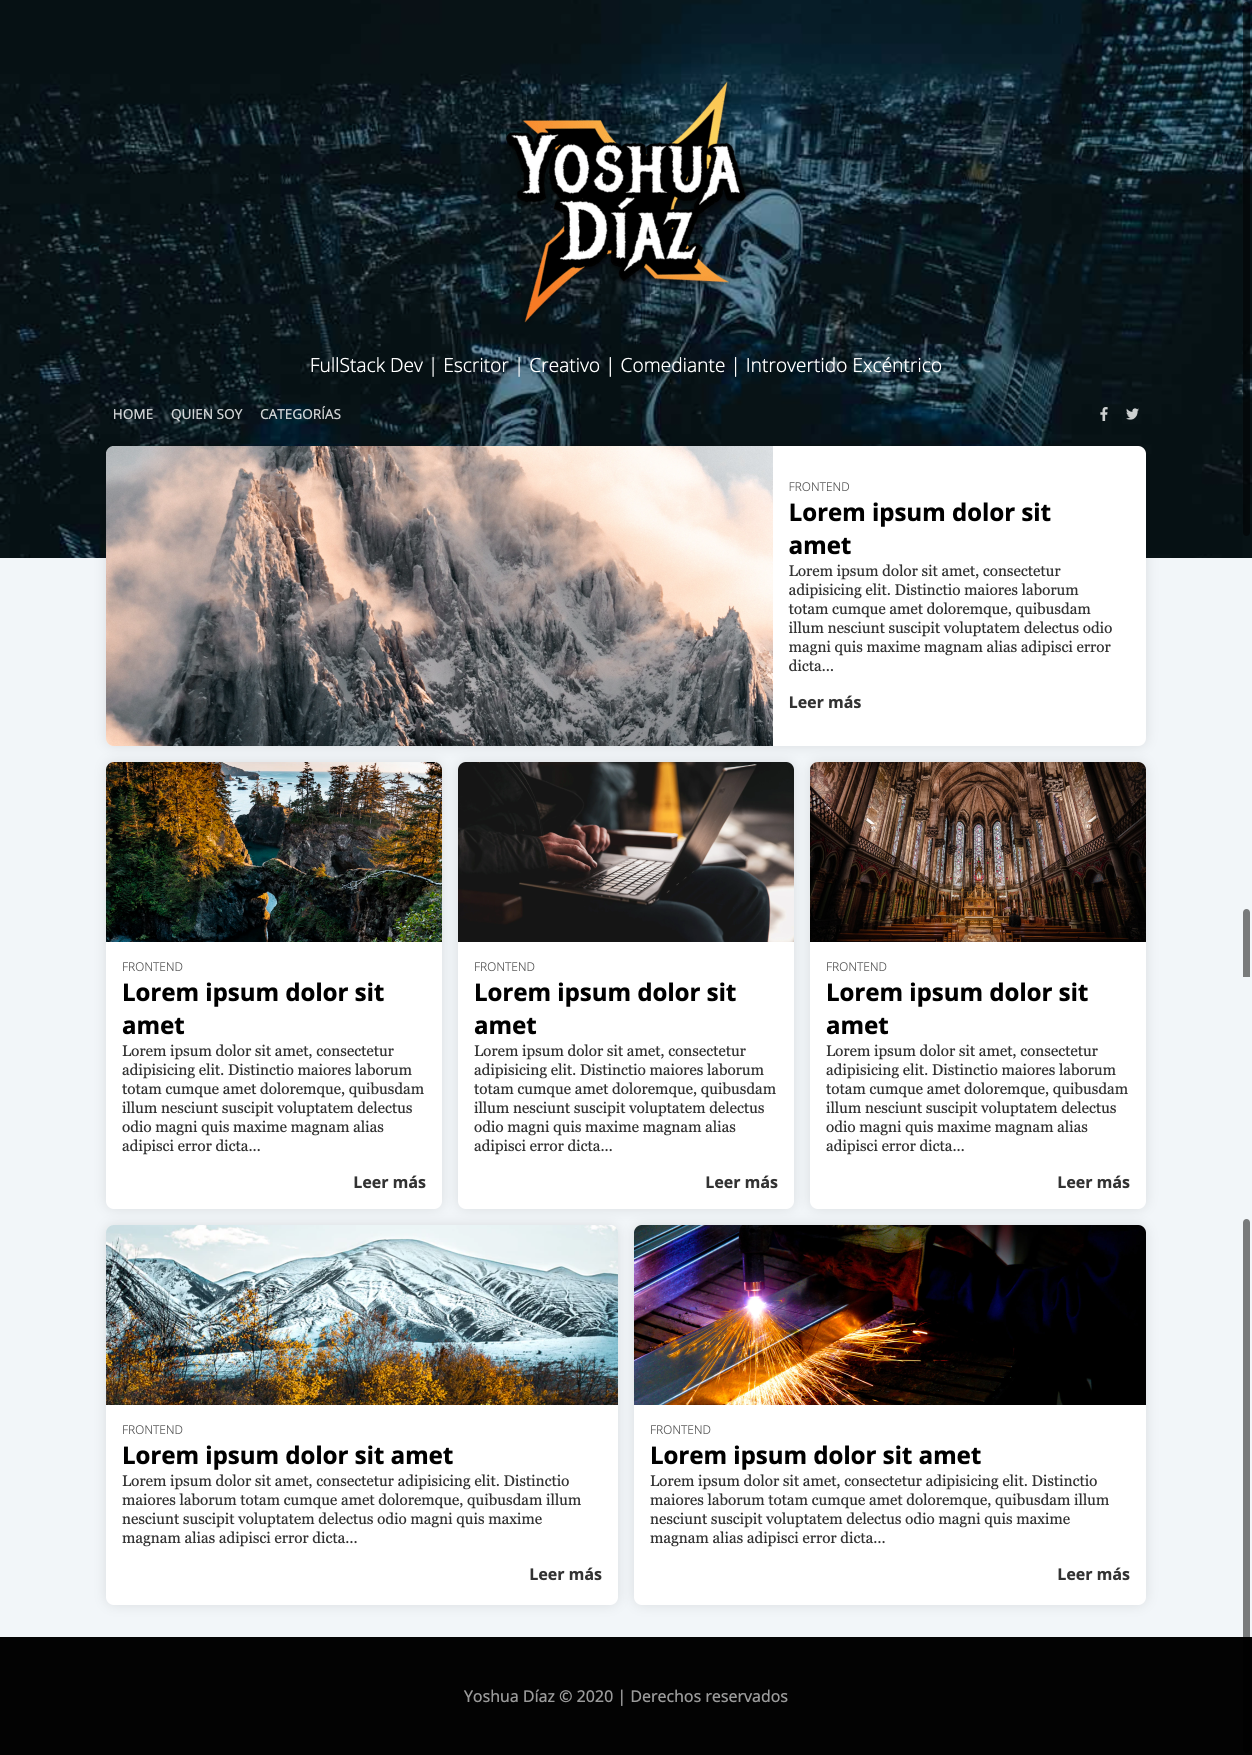 YOSHUA
DÍAZ
FullStack Dev | Escritor | Creativo | Comediante | Introvertido Excéntrico
HOME QUIEN SOY CATEGORÍAS
FRONTEND
Lorem ipsum dolor sit
amet
Lorem ipsum dolor sit amet, consectetur
adipisicing elit. Distinctio maiores laborum
totam cumque amet doloremque, quibusdam
illum nesciunt suscipit voluptatem delectus odio
magni quis maxime magnam alias adipisci error
dicta...
Leer más
FRONTEND
Lorem ipsum dolor sit
amet
Lorem ipsum dolor sit amet, consectetur
adipisicing elit. Distinctio maiores laborum
totam cumque amet doloremque, quibusdam
illum nesciunt suscipit voluptatem delectus
odio magni quis maxime magnam alias
adipisci error dicta...
Leer más
FRONTEND
Lorem ipsum dolor sit
amet
Lorem ipsum dolor sit amet, consectetur
adipisicing elit. Distinctio maiores laborum
totam cumque amet doloremque, quibusdam
illum nesciunt suscipit voluptatem delectus
odio magni quis maxime magnam alias
adipisci error dicta...
Leer más
FRONTEND
Lorem ipsum dolor sit
amet
Lorem ipsum dolor sit amet, consectetur
adipisicing elit. Distinctio maiores laborum
totam cumque amet doloremque, quibusdam
illum nesciunt suscipit voluptatem delectus
odio magni quis maxime magnam alias
adipisci error dicta...
Leer más
FRONTEND
Lorem ipsum dolor sit amet
Lorem ipsum dolor sit amet, consectetur adipisicing elit. Distinctio
maiores laborum totam cumque amet doloremque, quibusdam illum
nesciunt suscipit voluptatem delectus odio magni quis maxime
magnam alias adipisci error dicta...
Leer más
FRONTEND
Lorem ipsum dolor sit amet
Lorem ipsum dolor sit amet, consectetur adipisicing elit. Distinctio
maiores laborum totam cumque amet doloremque, quibusdam illum
nesciunt suscipit voluptatem delectus odio magni quis maxime
magnam alias adipisci error dicta...
Leer más
Yoshua Díaz © 2020 | Derechos reservados